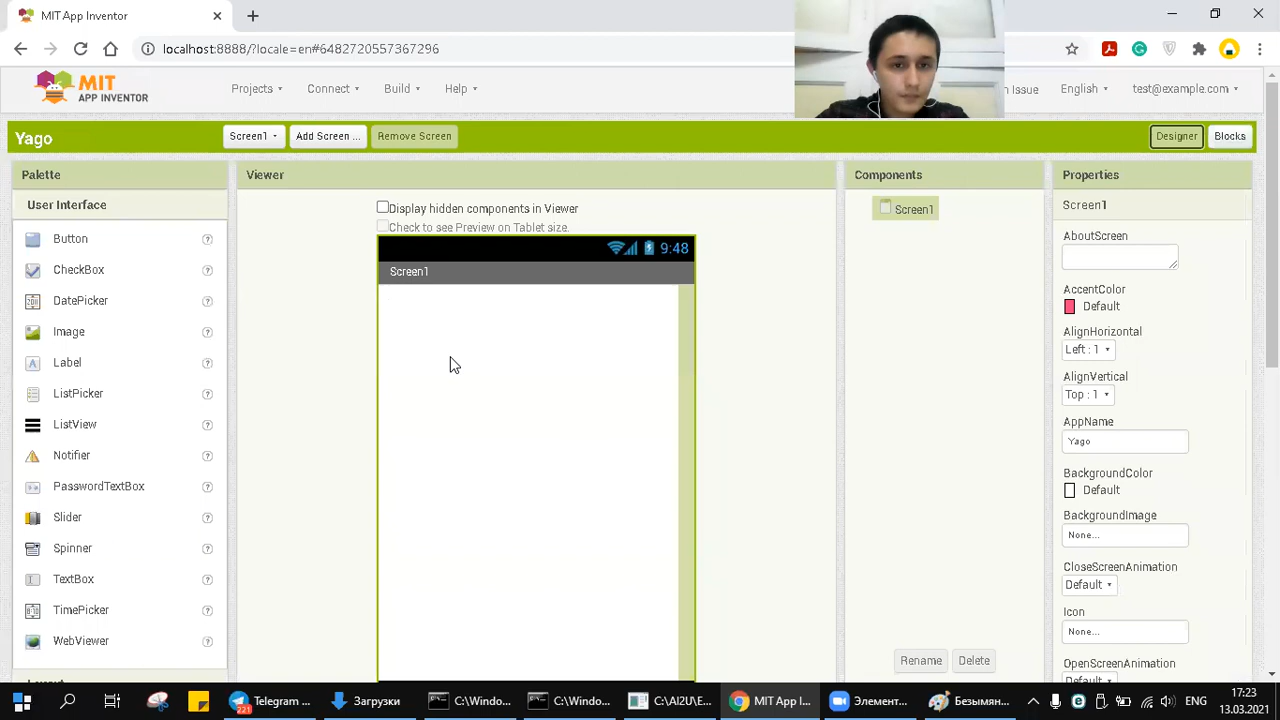 MIT App Inventor
localhost:8888/?locale=en#6482720557367296
MIT
APP INVENTOR
Projects
Connect
Build
Help
Issue
English
test@example.com
Yago
Screen1
Add Screen ...
Remove Screen
Designer
Blocks
Palette
Viewer
Components
Properties
User Interface
Button
CheckBox
DatePicker
Image
Label
ListPicker
ListView
Notifier
PasswordTextBox
Slider
Spinner
TextBox
TimePicker
WebViewer
Display hidden components in Viewer
Check to see Preview on Tablet size.
9:48
Screen1
Screen1
Rename
Delete
Screen1
AboutScreen
AccentColor
Default
AlignHorizontal
Left : 1
AlignVertical
Top : 1
AppName
Yago
BackgroundColor
Default
BackgroundImage
None...
CloseScreenAnimation
Default
Icon
None...
OpenScreenAnimation
Default
Telegram ...
221
Загрузки
C:\Windo...
C:\Windo...
C:\AI2U\E...
MIT App I...
Элемент...
Безымян...
ENG
17:23
13.03.2021